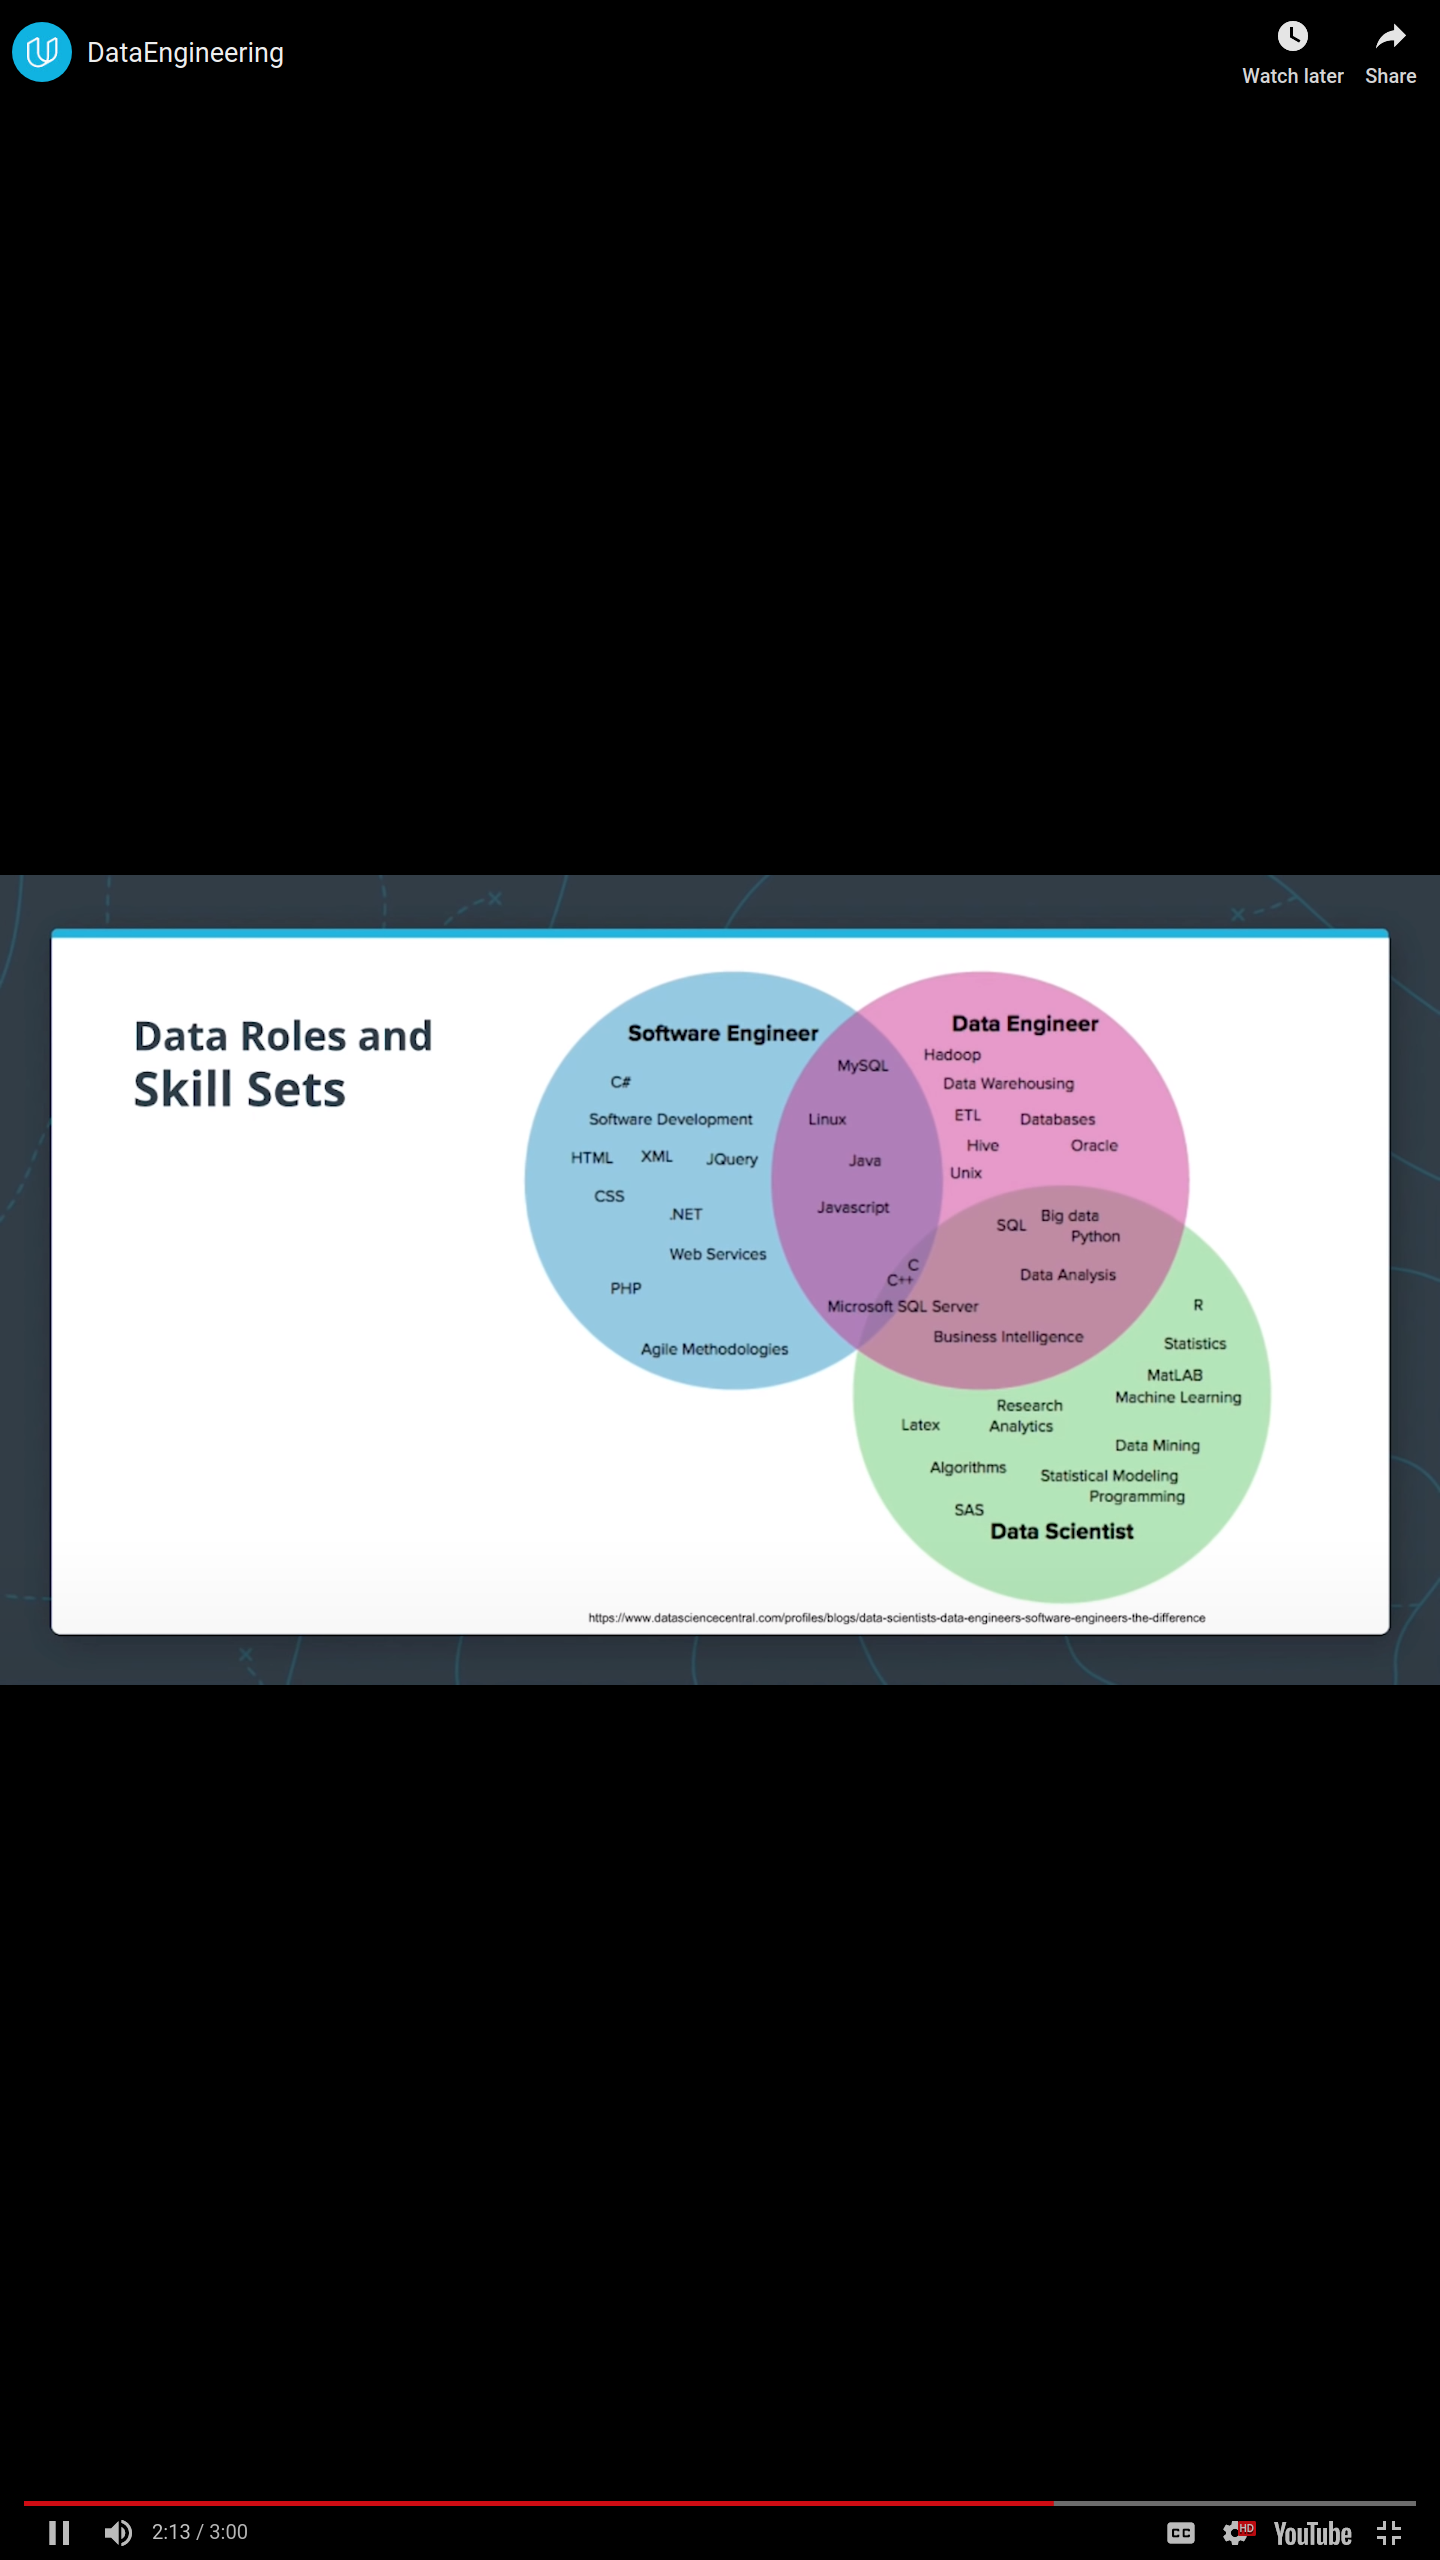 DataEngineering
Watch later
Share
Data Roles and
Skill Sets
Software Engineer
C#
Software Development
HTML XML JQuery
CSS
.NET
Web Services
PHP
Agile Methodologies
MySQL
Linux
Java
Javascript
Data Engineer
Hadoop
Data Warehousing
ETL Databases
Hive Oracle
Unix
SQL Big data
Python
Data Analysis
C
C++
Microsoft SQL Server
Business Intelligence
R
Statistics
MatLAB
Machine Learning
Research
Latex Analytics
Data Mining
Algorithms
Statistical Modeling
Programming
SAS
Data Scientist
https://www.datasciencecentral.com/profiles/blogs/data-scientists-data-engineers-software-engineers-the-difference
2:13 / 3:00
CC
HD
YouTube